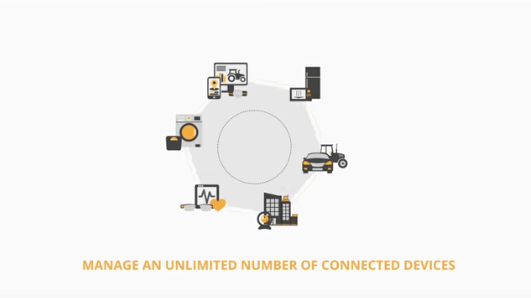 MANAGE AN UNLIMITED NUMBER OF CONNECTED DEVICES